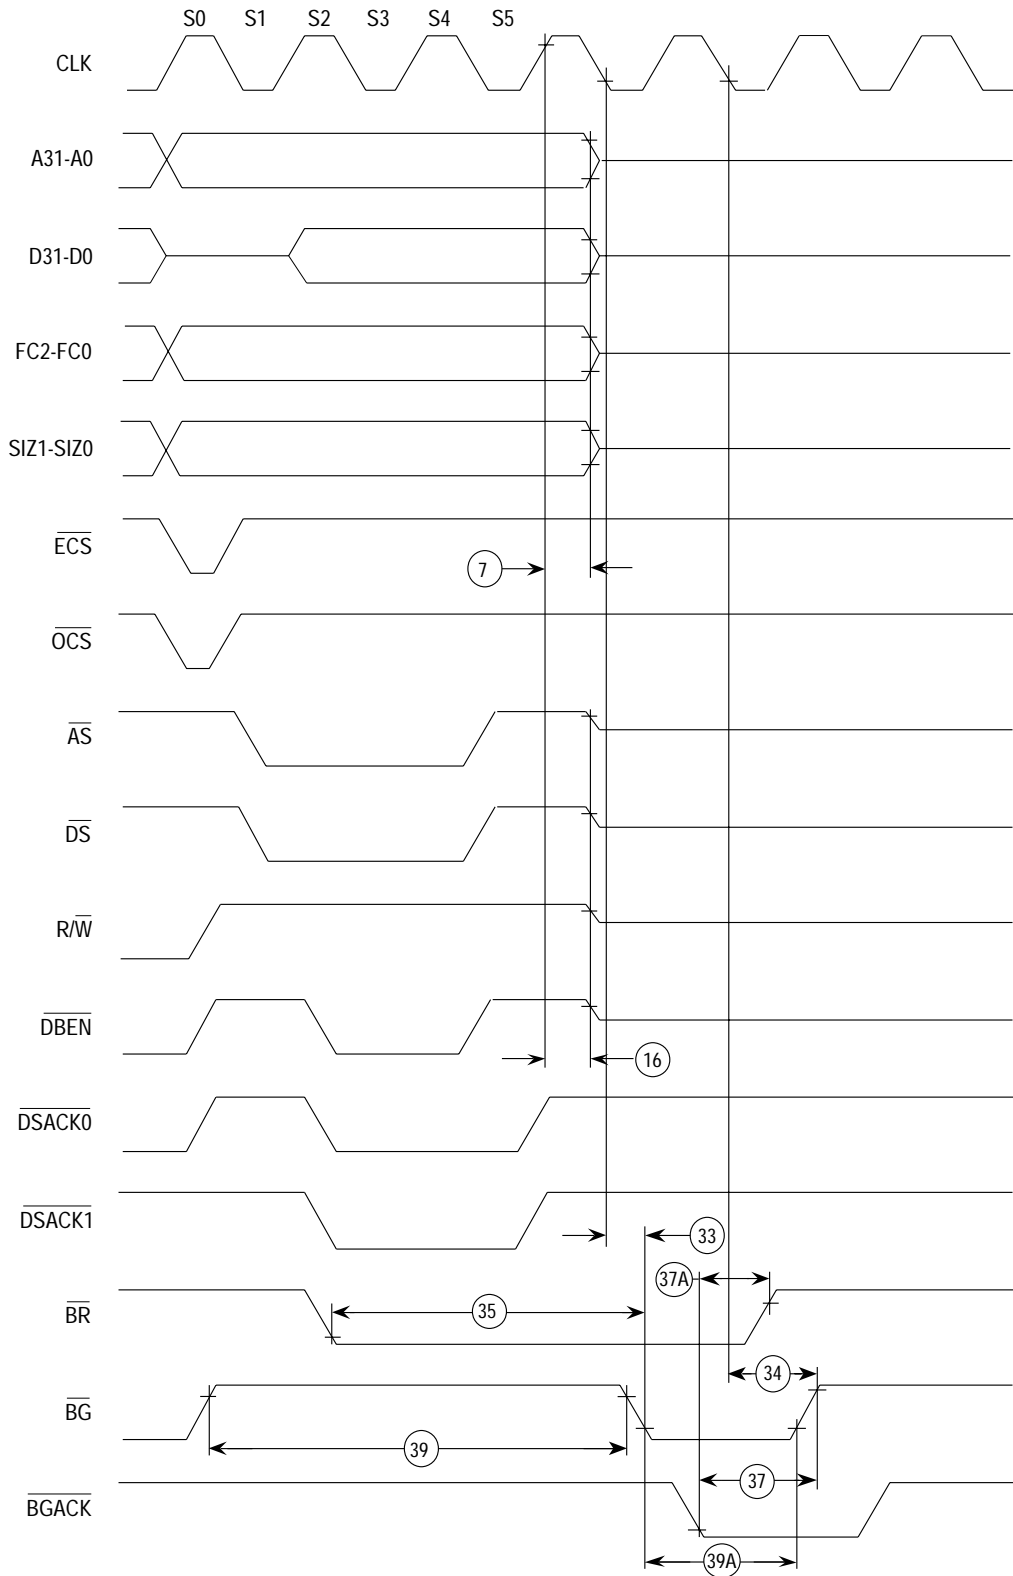 S0 S1 S2 S3 S4 S5
CLK
A31-A0
D31-D0
FC2-FC0
SIZ1-SIZ0
ECS
7
OCS
AS
DS
R/W
DBEN
16
DSACK0
DSACK1
33
37A
BR
35
34
BG
39
37
BGACK
39A